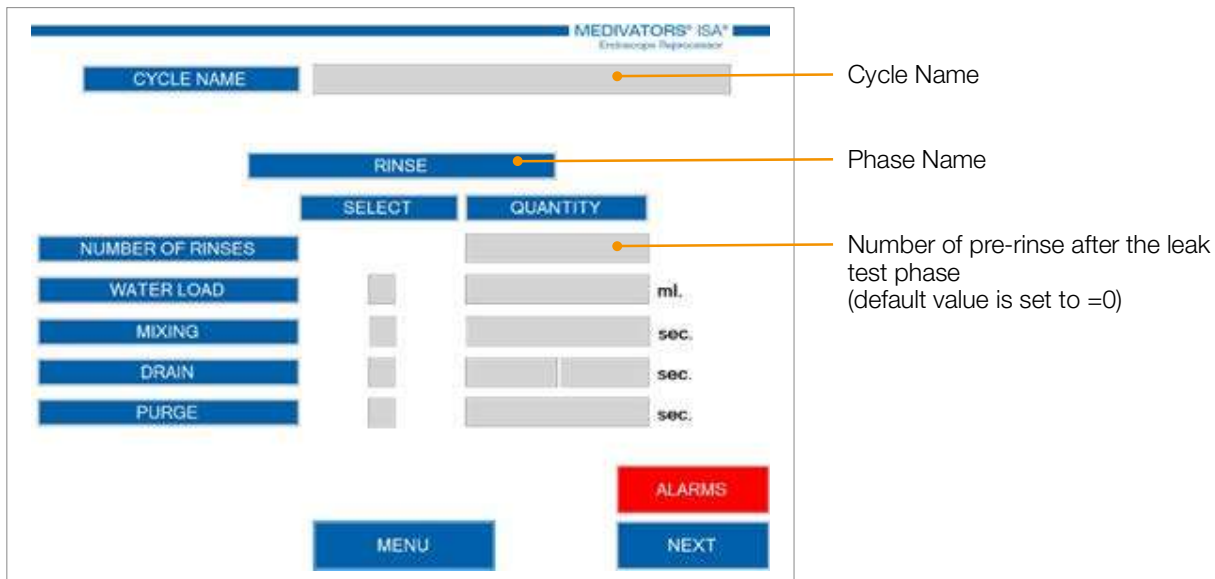 MEDIVATORS® ISA®
Endoscope Reprocessor
CYCLE NAME
Cycle Name
RINSE
Phase Name
SELECT QUANTITY
NUMBER OF RINSES
Number of pre-rinse after the leak
test phase
(default value is set to =0)
WATER LOAD ml.
MIXING sec.
DRAIN sec.
PURGE sec.
ALARMS
MENU NEXT